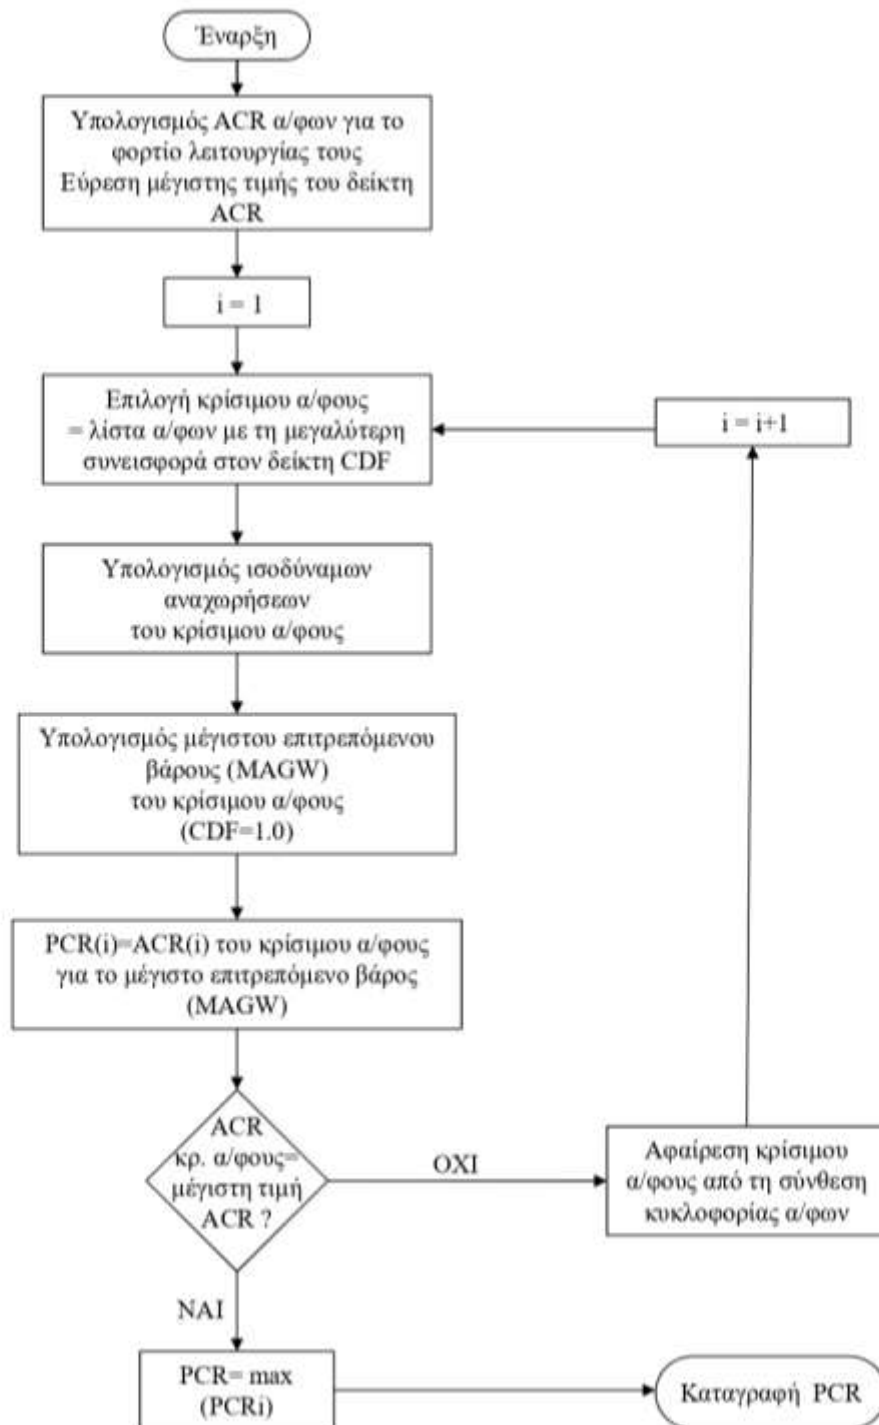 Έναρξη
Υπολογισμός ACR α/φων για το
φορτίο λειτουργίας τους
Εύρεση μέγιστης τιμής του δείκτη
ACR
i = 1
Επιλογή κρίσιμου α/φους
= λίστα α/φων με τη μεγαλύτερη
συνεισφορά στον δείκτη CDF
i = i+1
Υπολογισμός ισοδύναμων
αναχωρήσεων
του κρίσιμου α/φους
Υπολογισμός μέγιστου επιτρεπόμενου
βάρους (MAGW)
του κρίσιμου α/φους
(CDF=1.0)
PCR(i)=ACR(i) του κρίσιμου α/φους
για το μέγιστο επιτρεπόμενο βάρος
(MAGW)
ACR
κρ. α/φους=
μέγιστη τιμή
ACR ?
ΟΧΙ
Αφαίρεση κρίσιμου
α/φους από τη σύνθεση
κυκλοφορίας α/φων
ΝΑΙ
PCR= max
(PCRi)
Καταγραφή PCR